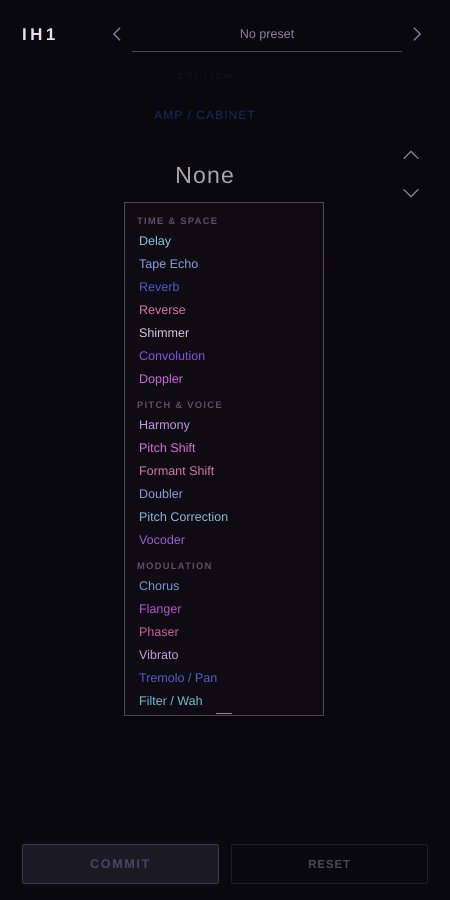 IH1
No preset
EXCITER
AMP / CABINET
None
TIME & SPACE
Delay
Tape Echo
Reverb
Reverse
Shimmer
Convolution
Doppler
PITCH & VOICE
Harmony
Pitch Shift
Formant Shift
Doubler
Pitch Correction
Vocoder
MODULATION
Chorus
Flanger
Phaser
Vibrato
Tremolo / Pan
Filter / Wah
COMMIT
RESET